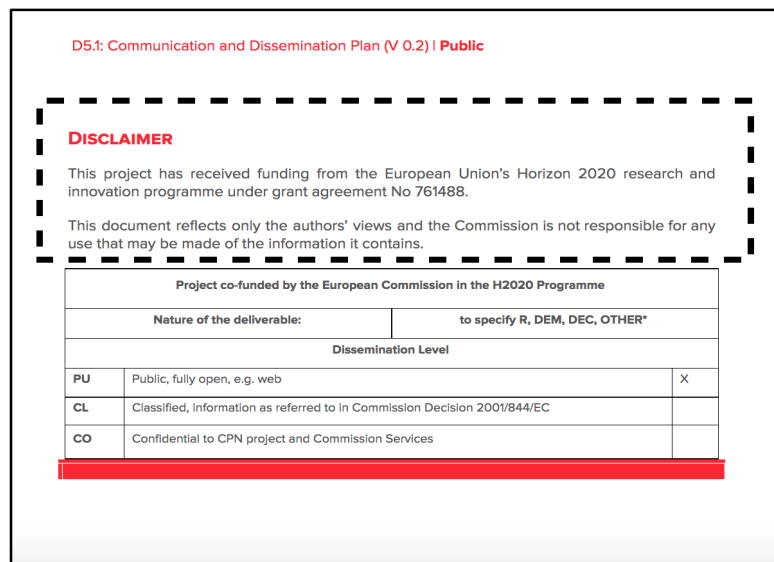 D5.1: Communication and Dissemination Plan (V 0.2) | Public
DISCLAIMER
This project has received funding from the European Union's Horizon 2020 research and
innovation programme under grant agreement No 761488.
This document reflects only the authors' views and the Commission is not responsible for any
use that may be made of the information it contains.
Project co-funded by the European Commission in the H2020 Programme
Nature of the deliverable: to specify R, DEM, DEC, OTHER*
Dissemination Level
PU Public, fully open, e.g. web X
CL Classified, information as referred to in Commission Decision 2001/844/EC
CO Confidential to CPN project and Commission Services